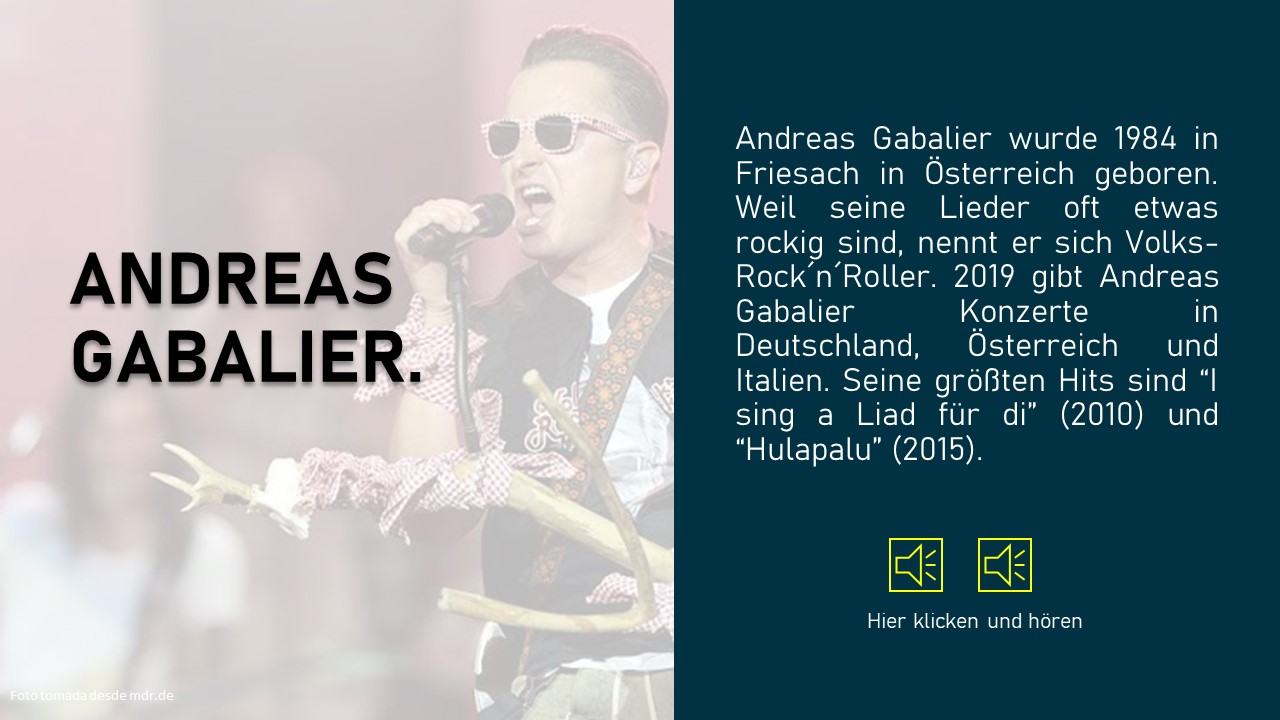 ANDREAS
GABALIER.
Andreas Gabalier wurde 1984 in
Friesach in Österreich geboren.
Weil seine Lieder oft etwas
rockig sind, nennt er sich Volks-
Rock´n´Roller. 2019 gibt Andreas
Gabalier Konzerte in
Deutschland, Österreich und
Italien. Seine größten Hits sind “I
sing a Liad für di” (2010) und
“Hulapalu” (2015).
Hier klicken und hören
Foto tomada desde mdr.de